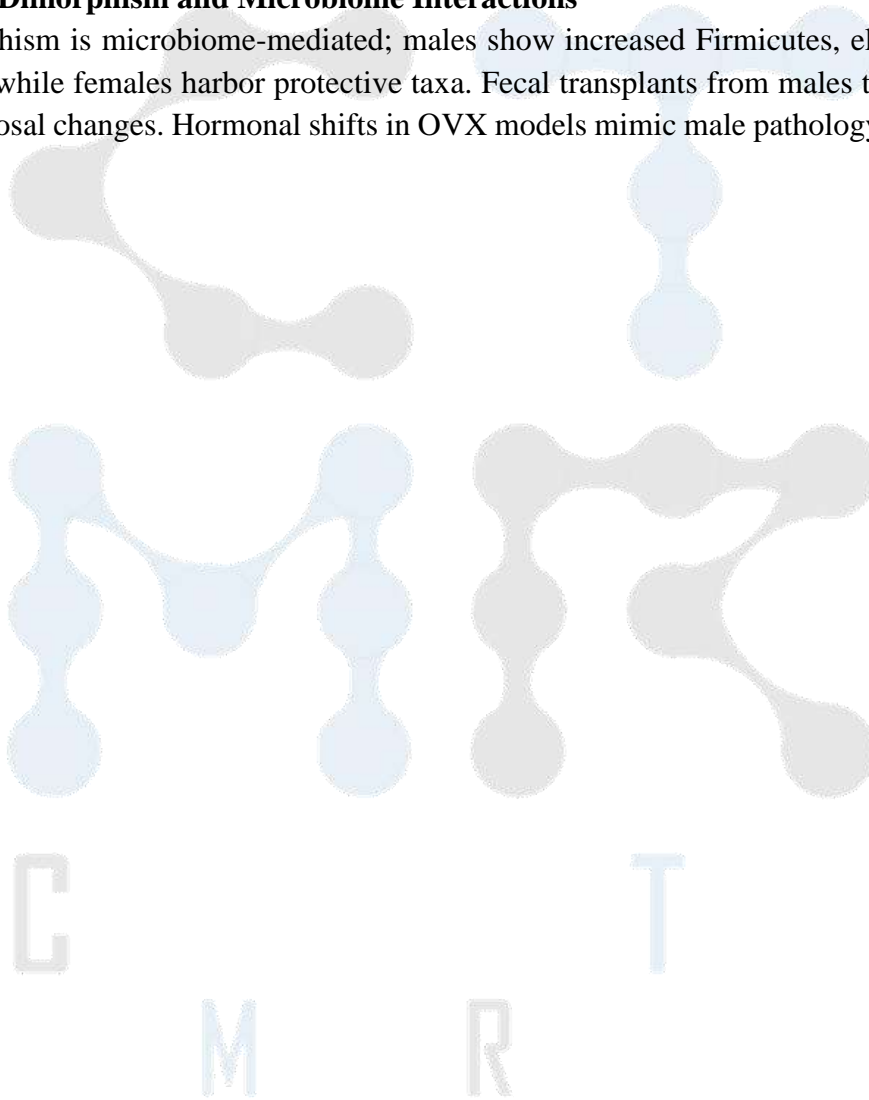 Dimorphism and Microbiome Interactions
hism is microbiome-mediated; males show increased Firmicutes, el
while females harbor protective taxa. Fecal transplants from males t
osal changes. Hormonal shifts in OVX models mimic male pathology
C T
M R